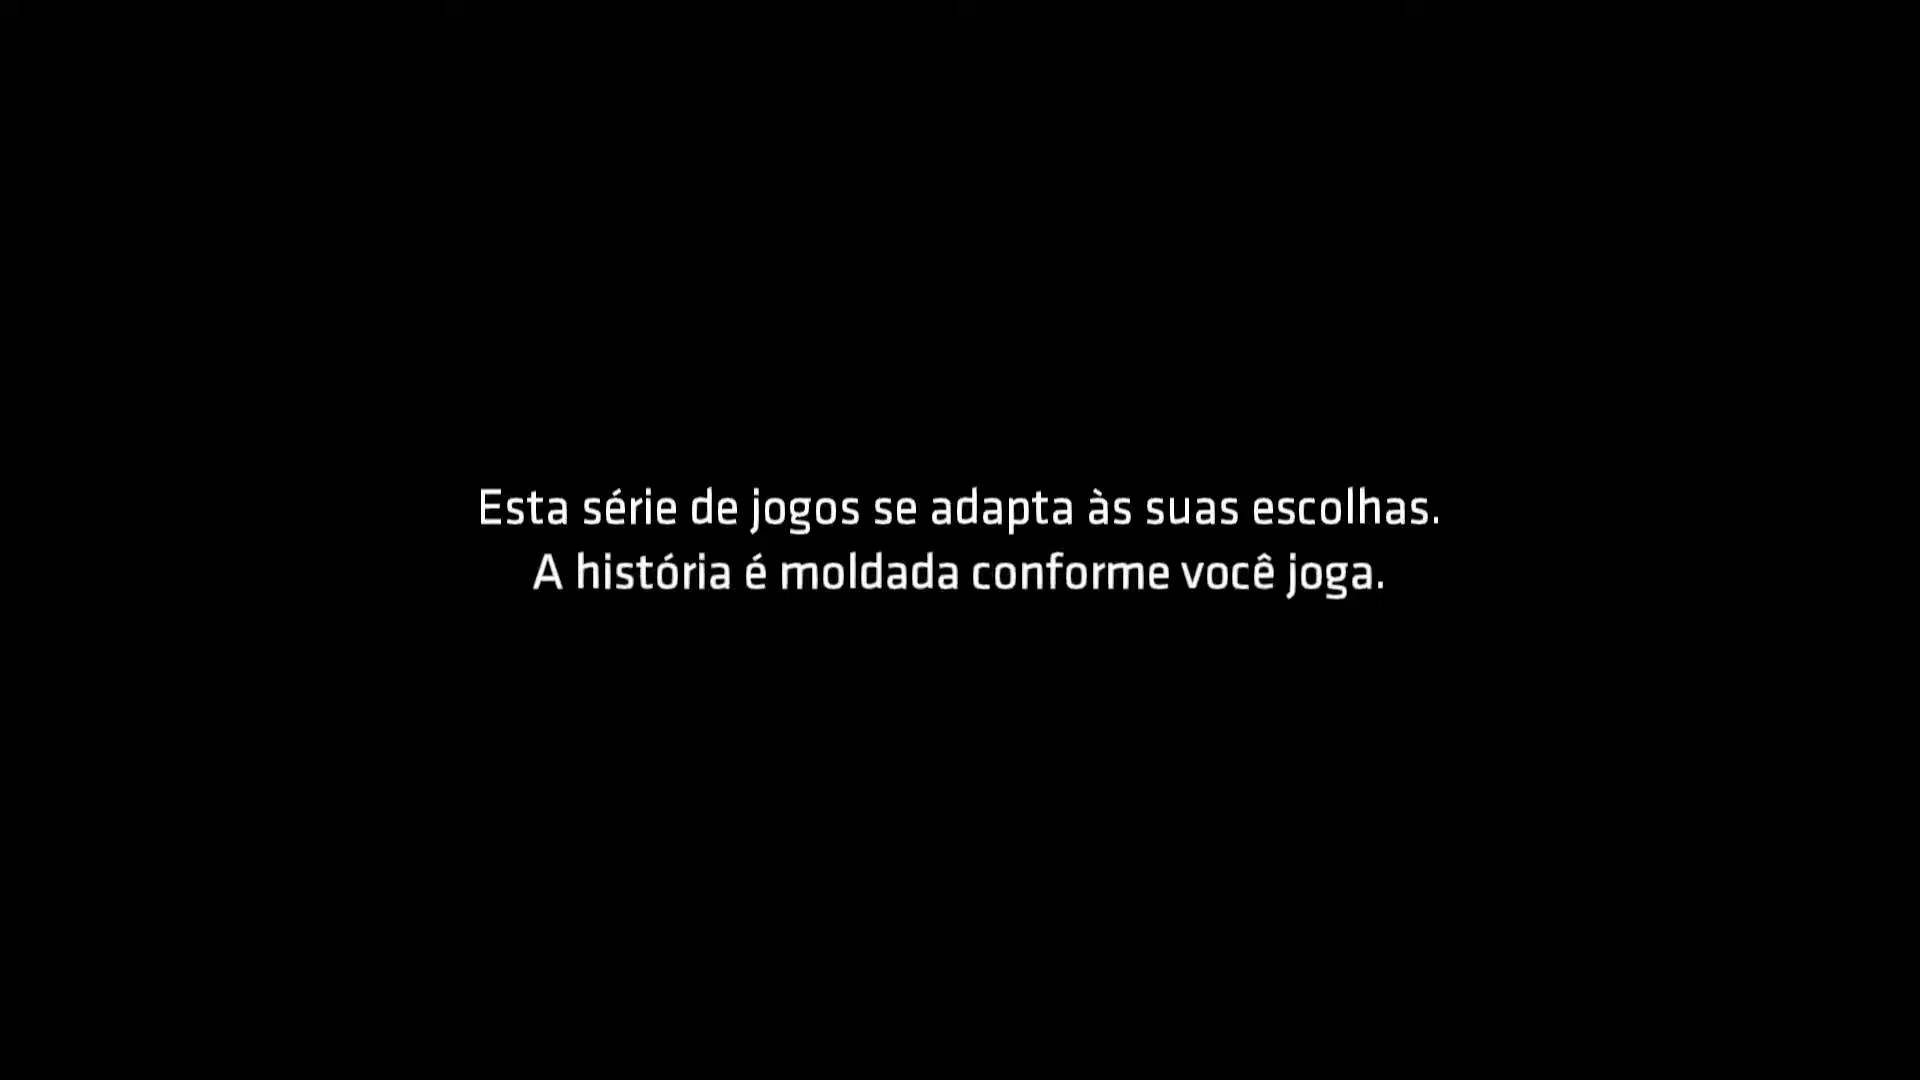 Esta série de jogos se adapta às suas escolhas.
A história é moldada conforme você joga.